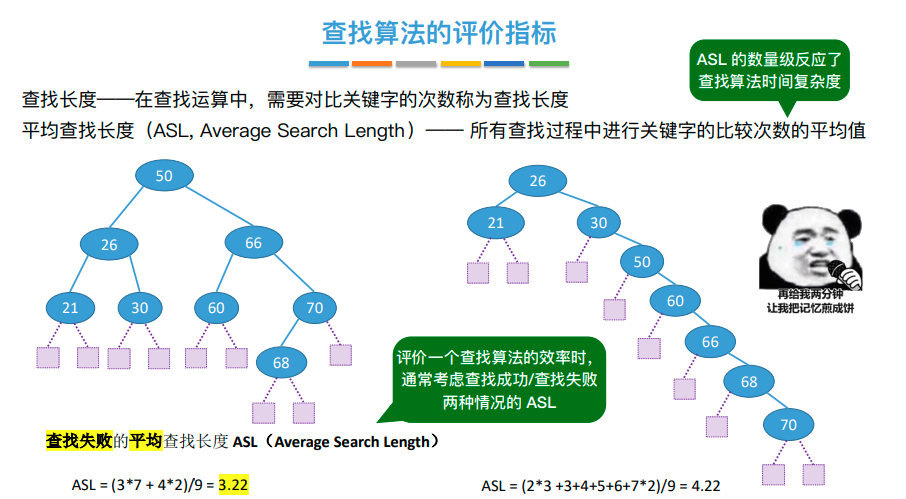 查找算法的评价指标
ASL 的数量级反应了
查找算法时间复杂度
查找长度——在查找运算中，需要对比关键字的次数称为查找长度
平均查找长度（ASL, Average Search Length）—— 所有查找过程中进行关键字的比较次数的平均值
50
26
66
21
30
60
70
68
26
21
30
50
60
66
68
70
再给我两分钟
让我把记忆煎成饼
评价一个查找算法的效率时，
通常考虑查找成功/查找失败
两种情况的 ASL
查找失败的平均查找长度 ASL（Average Search Length）
ASL = (3*7 + 4*2)/9 = 3.22
ASL = (2*3 +3+4+5+6+7*2)/9 = 4.22